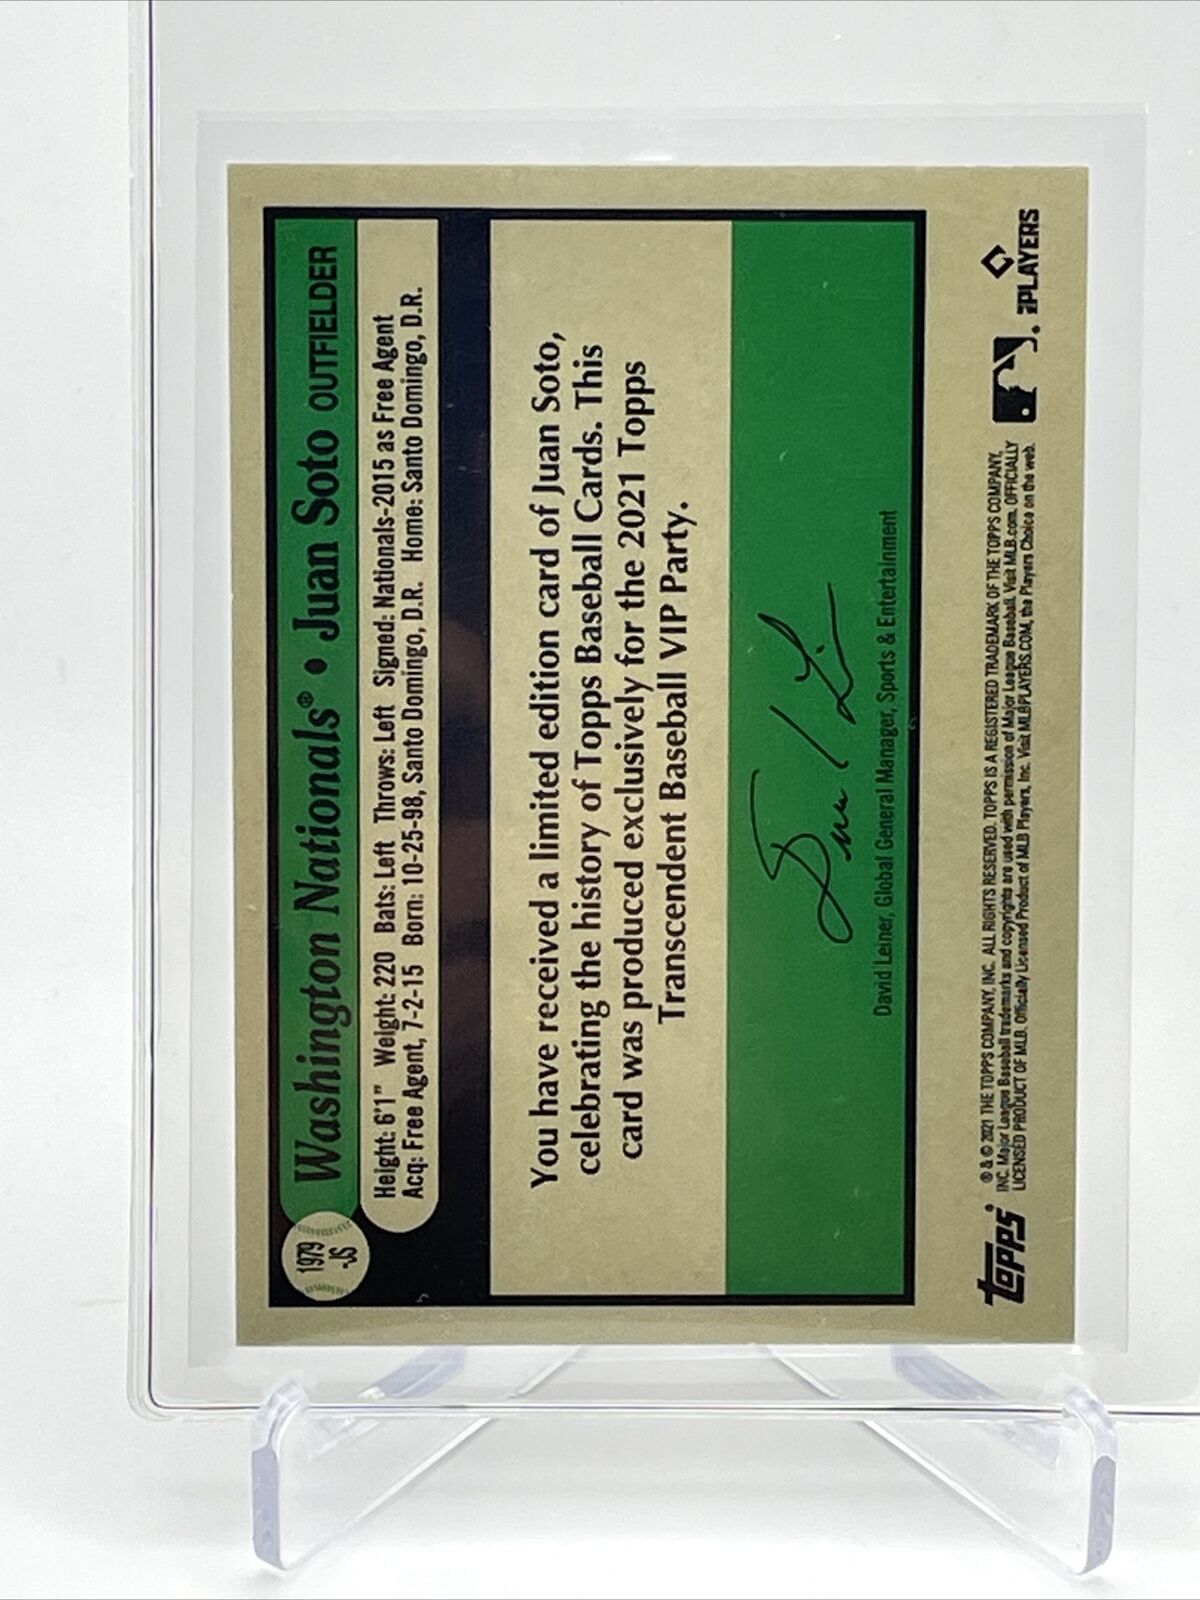 1979
-JS
Washington Nationals® • Juan Soto OUTFIELDER
Height: 6'1" Weight: 220 Bats: Left Throws: Left Signed: Nationals-2015 as Free Agent
Acq: Free Agent, 7-2-15 Born: 10-25-98, Santo Domingo, D.R. Home: Santo Domingo, D.R.
You have received a limited edition card of Juan Soto,
celebrating the history of Topps Baseball Cards. This
card was produced exclusively for the 2021 Topps
Transcendent Baseball VIP Party.
David Leiner, Global General Manager, Sports & Entertainment
topps®
® & © 2021 THE TOPPS COMPANY, INC. ALL RIGHTS RESERVED. TOPPS IS A REGISTERED TRADEMARK OF THE TOPPS COMPANY,
INC. Major League Baseball trademarks and copyrights are used with permission of Major League Baseball. Visit MLB.com. OFFICIALLY
LICENSED PRODUCT OF MLB. Officially Licensed Product of MLB Players, Inc. Visit MLBPLAYERS.COM, the Players Choice on the web.
PLAYERS